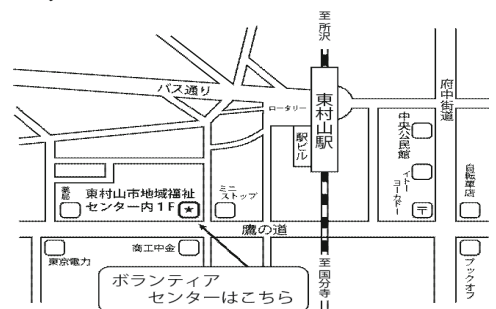 至所沢
バス通り
ロータリー
東村山駅
駅ビル
府中街道
中央公民館
イトーヨーカドー
〒
自転車店
薬局
東村山市地域福祉
センター内1F
★
ミニ
ストップ
鷹の道
東京電力
商工中金
ブックオフ
ボランティア
センターはこちら
至国分寺